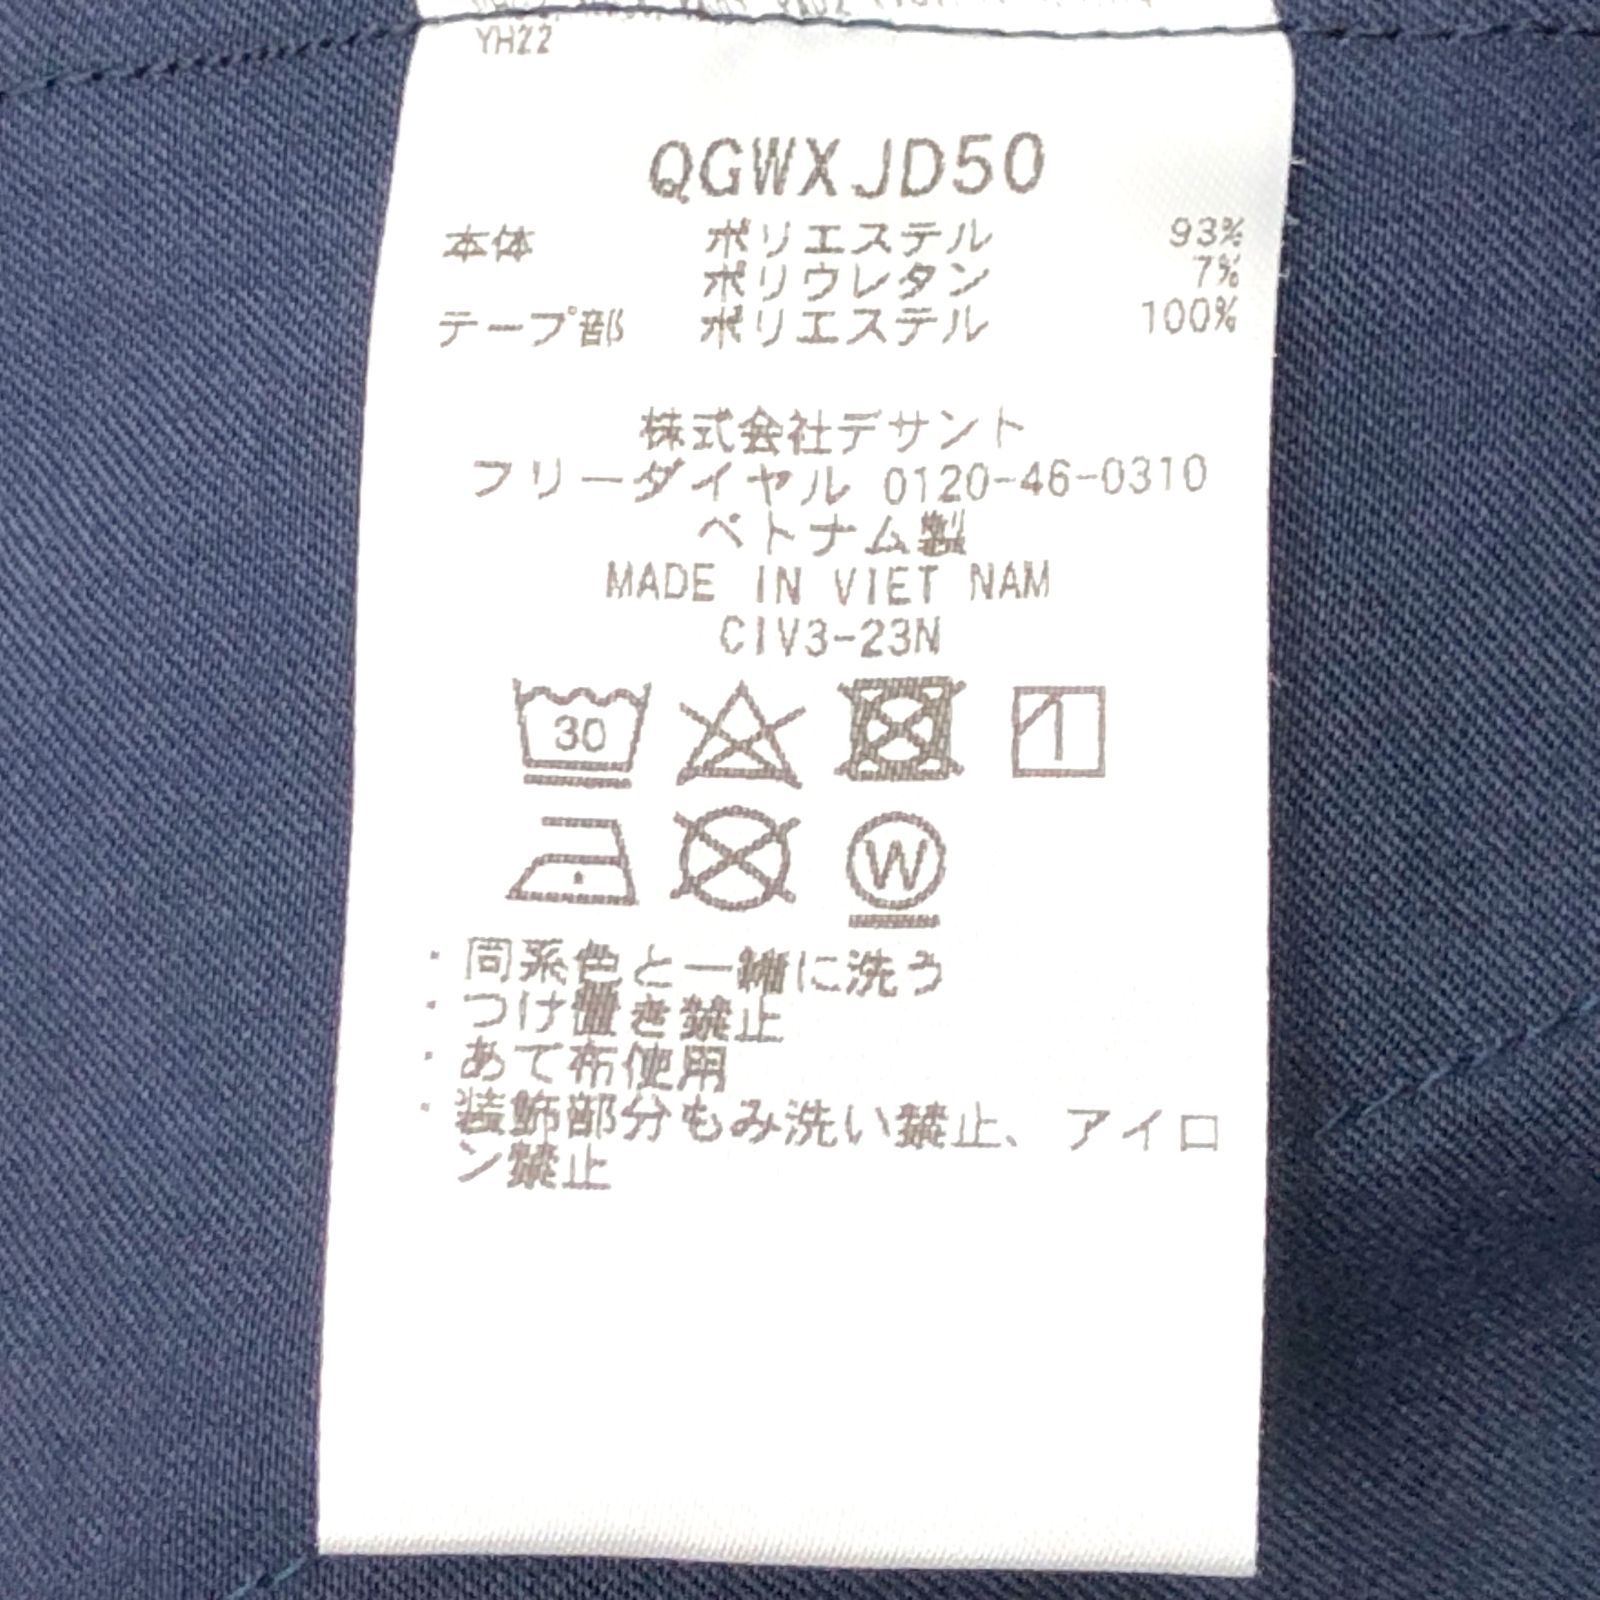 YH22
QGWXJD50
本体 ポリエステル 93%
ポリウレタン 7%
テープ部 ポリエステル 100%
株式会社デサント
フリーダイヤル 0120-46-0310
ベトナム製
MADE IN VIET NAM
CIV3-23N
30
W
・同系色と一緒に洗う
・つけ置き禁止
・あて布使用
・装飾部分もみ洗い禁止、アイロ
ン禁止